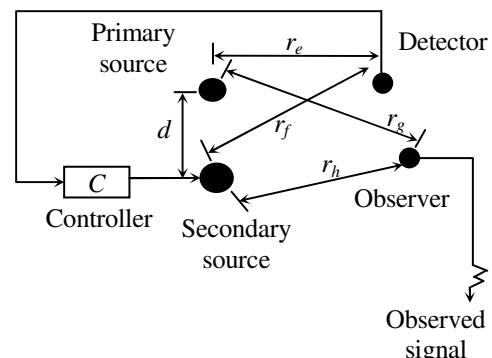 Primary
source
r_e
Detector
d
r_f
r_g
C
r_h
Controller
Observer
Secondary
source
Observed
signal